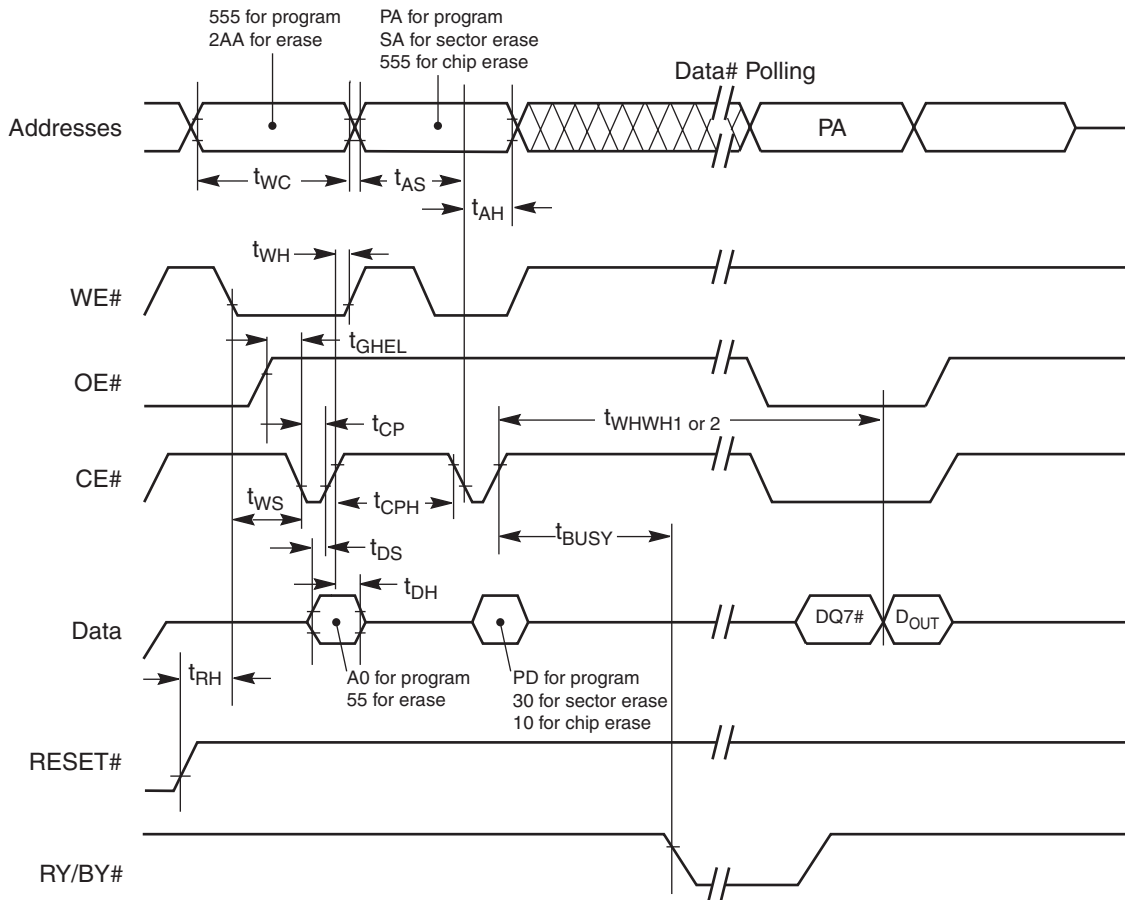 555 for program
2AA for erase
PA for program
SA for sector erase
555 for chip erase
Data# Polling
Addresses
PA
tWC
tAS
tAH
tWH
WE#
tGHEL
OE#
tWHWH1 or 2
tCP
CE#
tWS
tCPH
tBUSY
tDS
tDH
Data
DQ7#
DOUT
tRH
A0 for program
55 for erase
PD for program
30 for sector erase
10 for chip erase
RESET#
RY/BY#